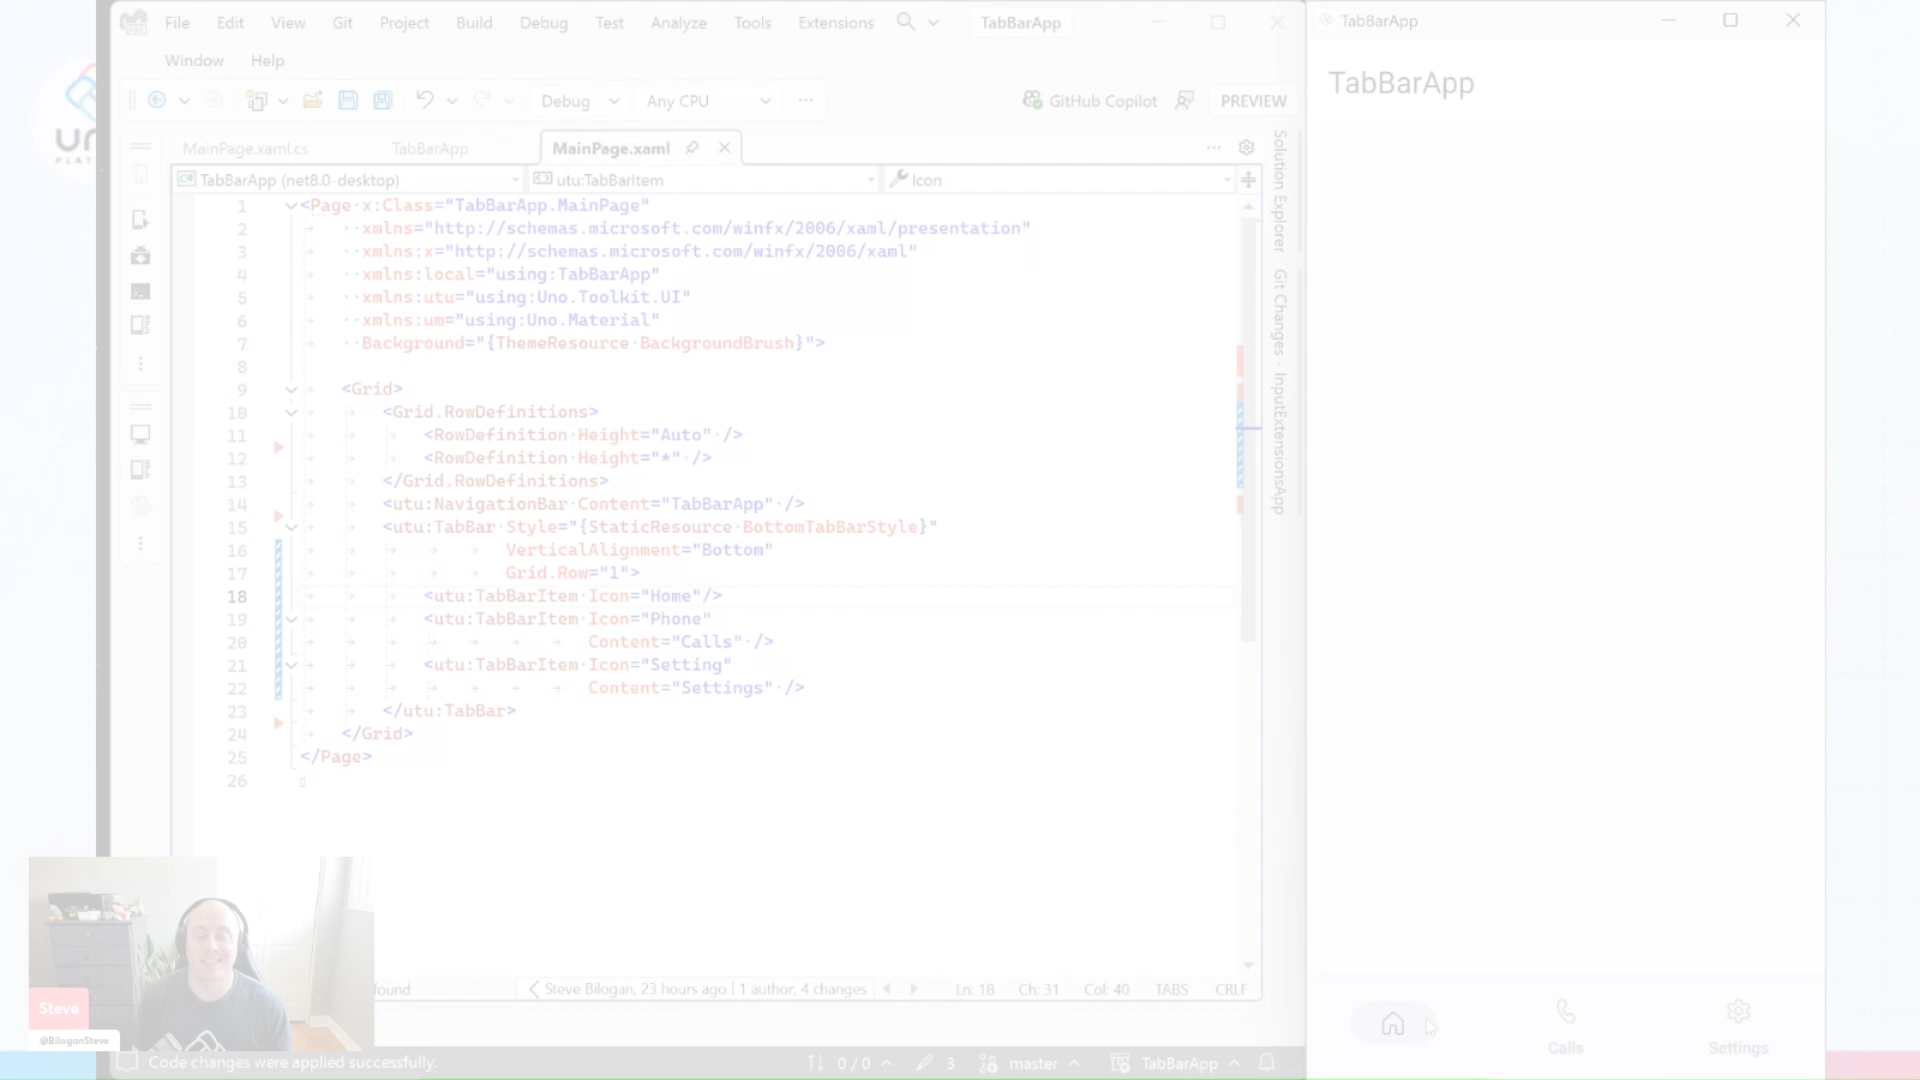 File Edit View Git Project Build Debug Test Analyze Tools Extensions TabBarApp
Window Help
Debug Any CPU GitHub Copilot PREVIEW
MainPage.xaml.cs TabBarApp MainPage.xaml
TabBarApp (net8.0-desktop) utu:TabBarItem Icon
1 <Page x:Class="TabBarApp.MainPage"
2 xmlns="http://schemas.microsoft.com/winfx/2006/xaml/presentation"
3 xmlns:x="http://schemas.microsoft.com/winfx/2006/xaml"
4 xmlns:local="using:TabBarApp"
5 xmlns:utu="using:Uno.Toolkit.UI"
6 xmlns:um="using:Uno.Material"
7 Background="{ThemeResource BackgroundBrush}">
8
9 <Grid>
10 <Grid.RowDefinitions>
11 <RowDefinition Height="Auto" />
12 <RowDefinition Height="*" />
13 </Grid.RowDefinitions>
14 <utu:NavigationBar Content="TabBarApp" />
15 <utu:TabBar Style="{StaticResource BottomTabBarStyle}"
16 VerticalAlignment="Bottom"
17 Grid.Row="1">
18 <utu:TabBarItem Icon="Home"/>
19 <utu:TabBarItem Icon="Phone"
20 Content="Calls" />
21 <utu:TabBarItem Icon="Setting"
22 Content="Settings" />
23 </utu:TabBar>
24 </Grid>
25 </Page>
26
Solution Explorer
Git Changes - InputExtensionsApp
Steve Bilogan, 23 hours ago | 1 author, 4 changes Ln: 18 Ch: 31 Col: 40 TABS CRLF
Code changes were applied successfully. 0 / 0 3 master TabBarApp
Steve
@BiloganSteve
TabBarApp
TabBarApp
Calls
Settings